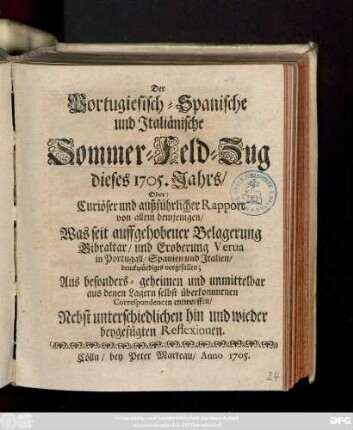 Der
Portugiesisch-Spanische
und Italiänische
Sommer-Feld-Zug
dieses 1705. Jahrs/
Oder:
Curiöser und außführlicher Rapport
von allem demjenigen/
Was seit auffgehobener Belagerung
Gibraltar/ und Eroberung Verua
in Portugall/ Spanien und Italien/
denckwürdiges vorgefallen;
Aus besonders-geheimen und unmittelbar
aus denen Lagern selbst überkommenen
Correspondencen entworffen/
Nebst unterschiedlichen hin und wieder
beygefügten Reflexionen.
Cölln/ bey Peter Marteau/ Anno 1705.
24
DFG